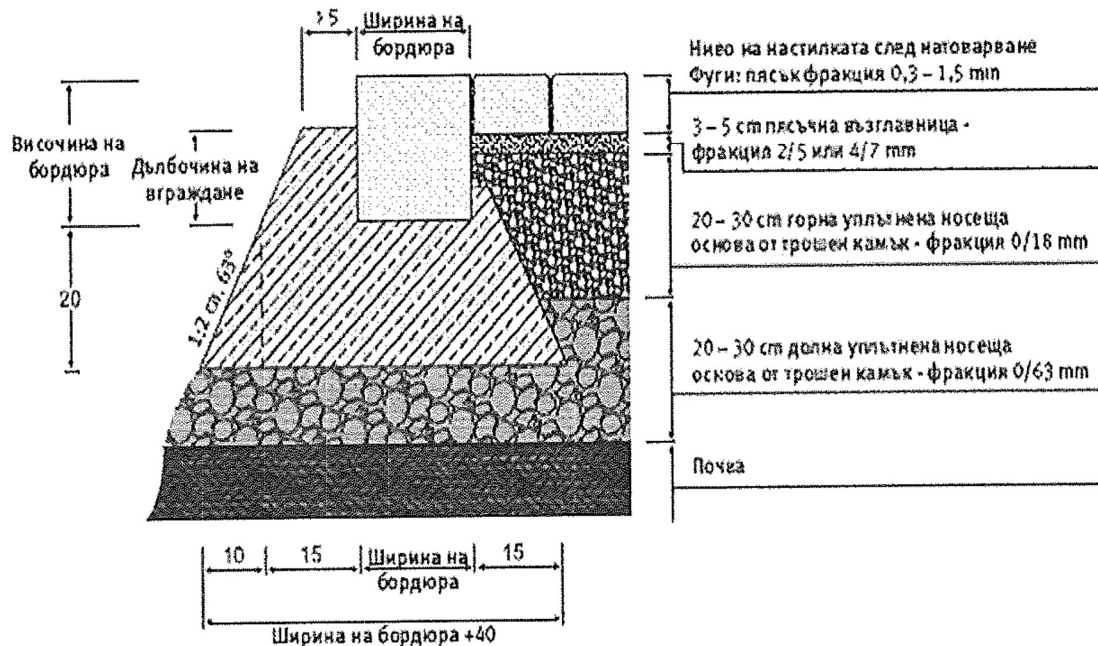 >5
Ширина на
бордюра
Ниво на настилката след натоварване
Фуги: пясък фракция 0,3 – 1,5 mm
3 – 5 cm пясъчна възглавница -
фракция 2/5 или 4/7 mm
Височина на
бордюра
Дълбочина на
вграждане
20 – 30 cm горна уплътнена носеща
основа от трошен камък - фракция 0/18 mm
20
1:2 сп. 63°
20 – 30 cm долна уплътнена носеща
основа от трошен камък - фракция 0/63 mm
Почва
10
15
Ширина на
бордюра
15
Ширина на бордюра +40